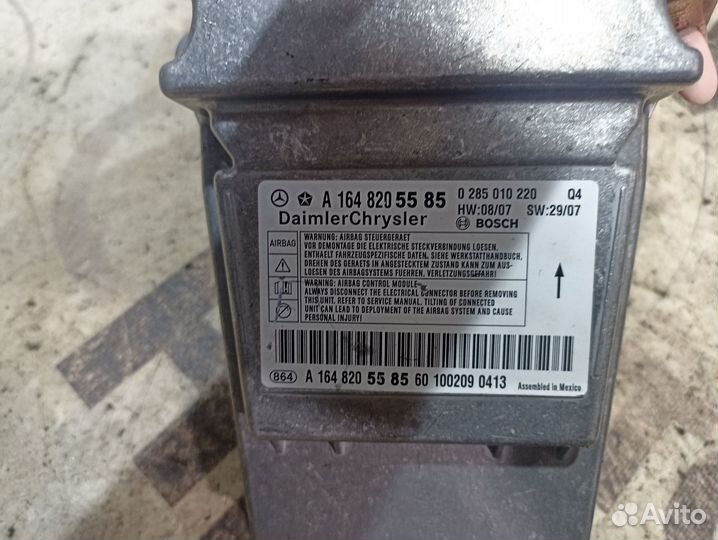 A 164 820 55 85 0 285 010 220 Q4
DaimlerChrysler HW:08/07 SW:29/07
BOSCH
AIRBAG
WARNUNG: AIRBAG STEUERGERAET
VOR DEMONTAGE DIE ELEKTRISCHE STECKVERBINDUNG LOESEN.
ENTHAELT FAHRZEUGSPEZIFISCHE DATEN, SIEHE WERKSTATTHANDBUCH.
DREHEN DES GERAETS IN ANGESTECKTEM ZUSTAND KANN ZUM AUS-
LOESEN DES AIRBAGSYSTEMS FUEHREN, VERLETZUNGSGEFAHR!
WARNING: AIRBAG CONTROL MODULE
ALWAYS DISCONNECT THE ELECTRICAL CONNECTOR BEFORE REMOVING
THIS UNIT. REFER TO SERVICE MANUAL. TILTING OF CONNECTED
UNIT CAN LEAD TO DEPLOYMENT OF THE AIRBAG SYSTEM AND CAUSE
PERSONAL INJURY!
864 A 164 820 55 85 60 100209 0413 Assembled in Mexico
Avito